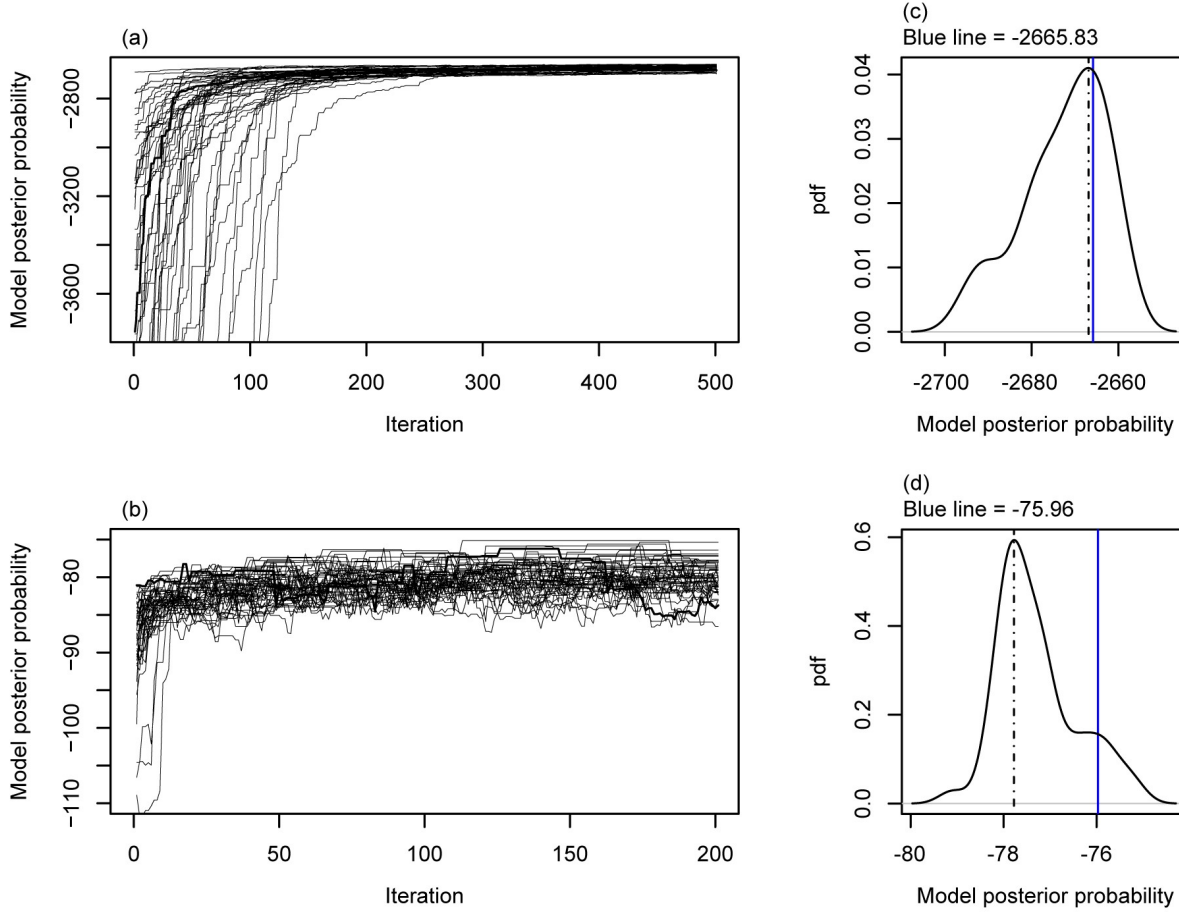 (a)
Model posterior probability
−2800
−3200
−3600
0 100 200 300 400 500
Iteration
(c)
Blue line = -2665.83
pdf
0.04
0.03
0.02
0.01
0.00
-2700 -2680 -2660
Model posterior probability
(b)
Model posterior probability
−80
−90
−100
−110
0 50 100 150 200
Iteration
(d)
Blue line = -75.96
pdf
0.6
0.4
0.2
0.0
-80 -78 -76
Model posterior probability